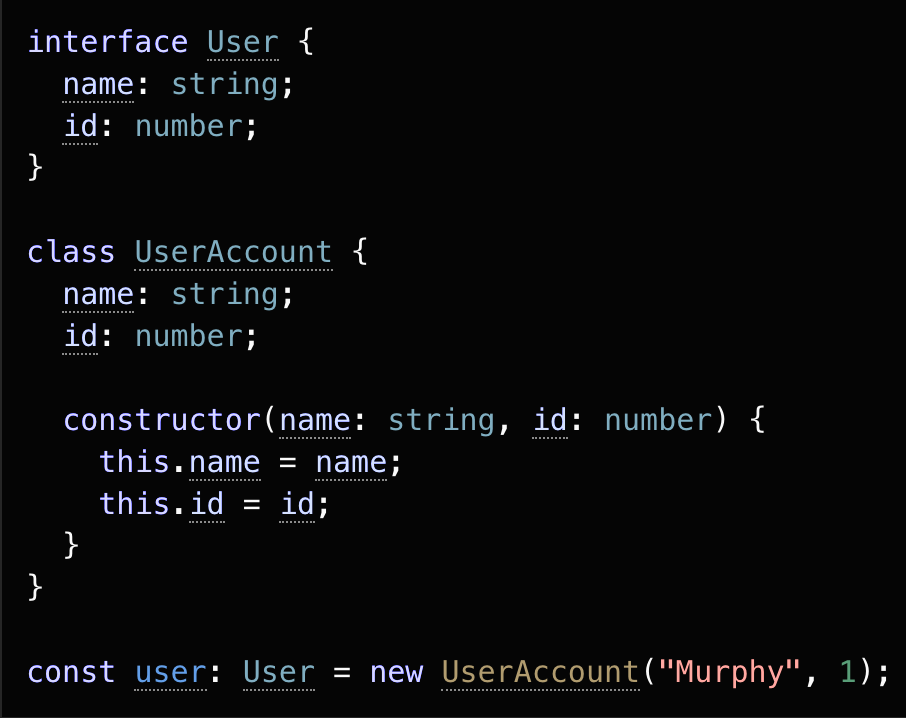 interface User {
  name: string;
  id: number;
}

class UserAccount {
  name: string;
  id: number;

  constructor(name: string, id: number) {
    this.name = name;
    this.id = id;
  }
}

const user: User = new UserAccount("Murphy", 1);